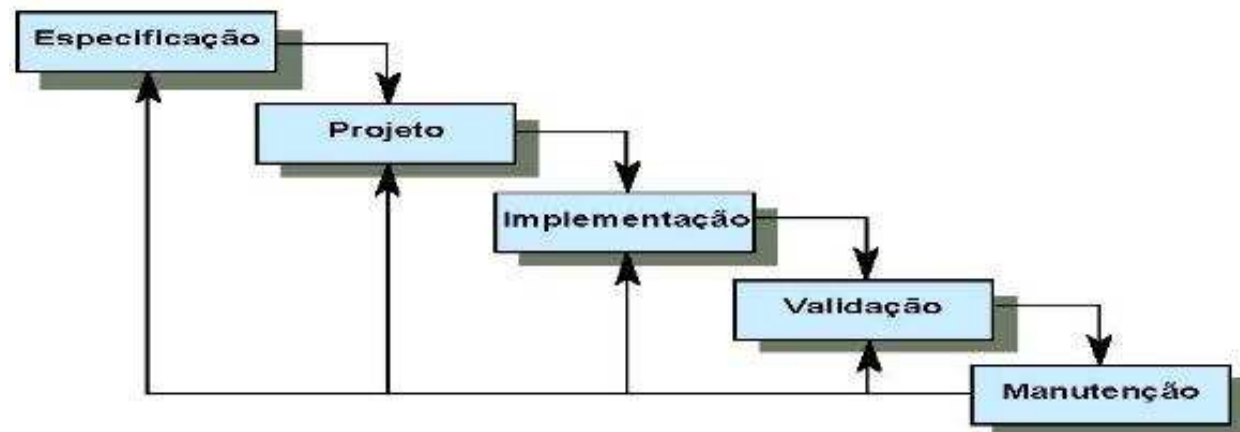 Especificação
Projeto
Implementação
Validação
Manutenção